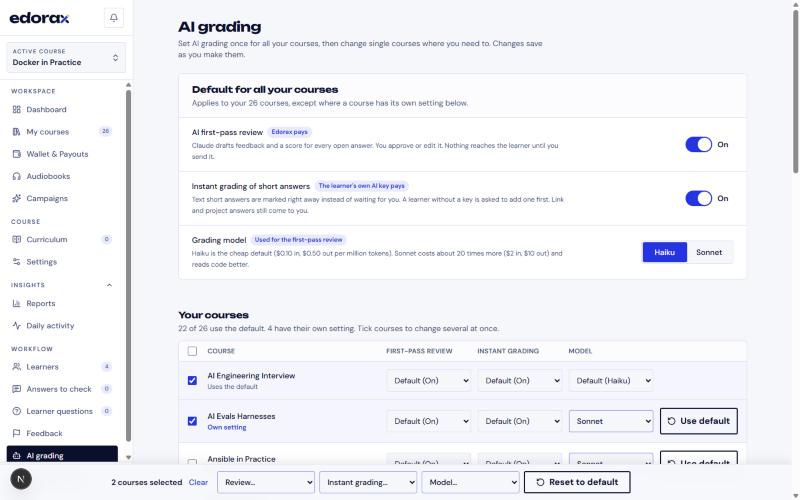 edorax
ACTIVE COURSE
Docker in Practice
WORKSPACE
Dashboard
My courses 26
Wallet & Payouts
Audiobooks
Campaigns
COURSE
Curriculum 0
Settings
INSIGHTS
Reports
Daily activity
WORKFLOW
Learners 4
Answers to check 0
Learner questions 0
Feedback
AI grading
N
AI grading
Set AI grading once for all your courses, then change single courses where you need to. Changes save
as you make them.
Default for all your courses
Applies to your 26 courses, except where a course has its own setting below.
AI first-pass review Edorax pays
Claude drafts feedback and a score for every open answer. You approve or edit it. Nothing reaches the learner until you
send it.
On
Instant grading of short answers The learner's own AI key pays
Text short answers are marked right away instead of waiting for you. A learner without a key is asked to add one first. Link
and project answers still come to you.
On
Grading model Used for the first-pass review
Haiku is the cheap default ($0.10 in, $0.50 out per million tokens). Sonnet costs about 20 times more ($2 in, $10 out) and
reads code better.
Haiku Sonnet
Your courses
22 of 26 use the default. 4 have their own setting. Tick courses to change several at once.
COURSE FIRST-PASS REVIEW INSTANT GRADING MODEL
AI Engineering Interview
Uses the default
Default (On) Default (On) Default (Haiku)
AI Evals Harnesses
Own setting
Default (On) Default (On) Sonnet Use default
Ansible in Practice
Default (On) Default (On) Sonnet Use default
2 courses selected Clear Review... Instant grading... Model... Reset to default